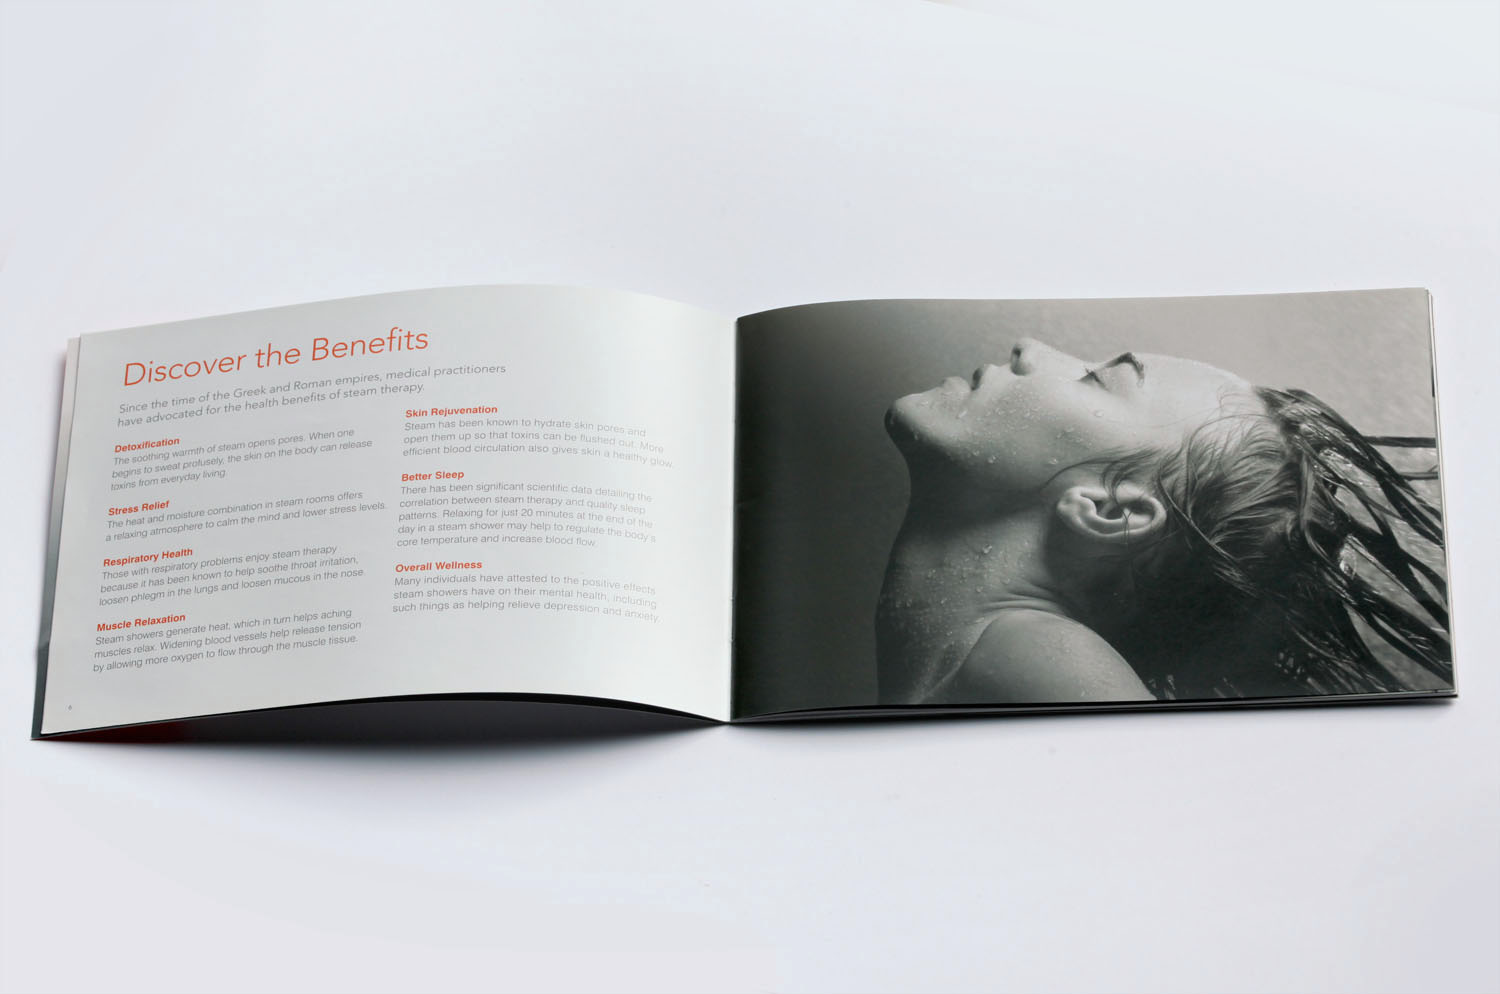 Discover the Benefits
Since the time of the Greek and Roman empires, medical practitioners
have advocated for the health benefits of steam therapy.
Detoxification
The soothing warmth of steam opens pores. When one
begins to sweat profusely, the skin on the body can release
toxins from everyday living.
Stress Relief
The heat and moisture combination in steam rooms offers
a relaxing atmosphere to calm the mind and lower stress levels.
Respiratory Health
Those with respiratory problems enjoy steam therapy
because it has been known to help soothe throat irritation,
loosen phlegm in the lungs and loosen mucous in the nose.
Muscle Relaxation
Steam showers generate heat, which in turn helps aching
muscles relax. Widening blood vessels help release tension
by allowing more oxygen to flow through the muscle tissue.
Skin Rejuvenation
Steam has been known to hydrate skin pores and
open them up so that toxins can be flushed out. More
efficient blood circulation also gives skin a healthy glow.
Better Sleep
There has been significant scientific data detailing the
correlation between steam therapy and quality sleep
patterns. Relaxing for just 20 minutes at the end of the
day in a steam shower may help to regulate the body's
core temperature and increase blood flow.
Overall Wellness
Many individuals have attested to the positive effects
steam showers have on their mental health, including
such things as helping relieve depression and anxiety.
6